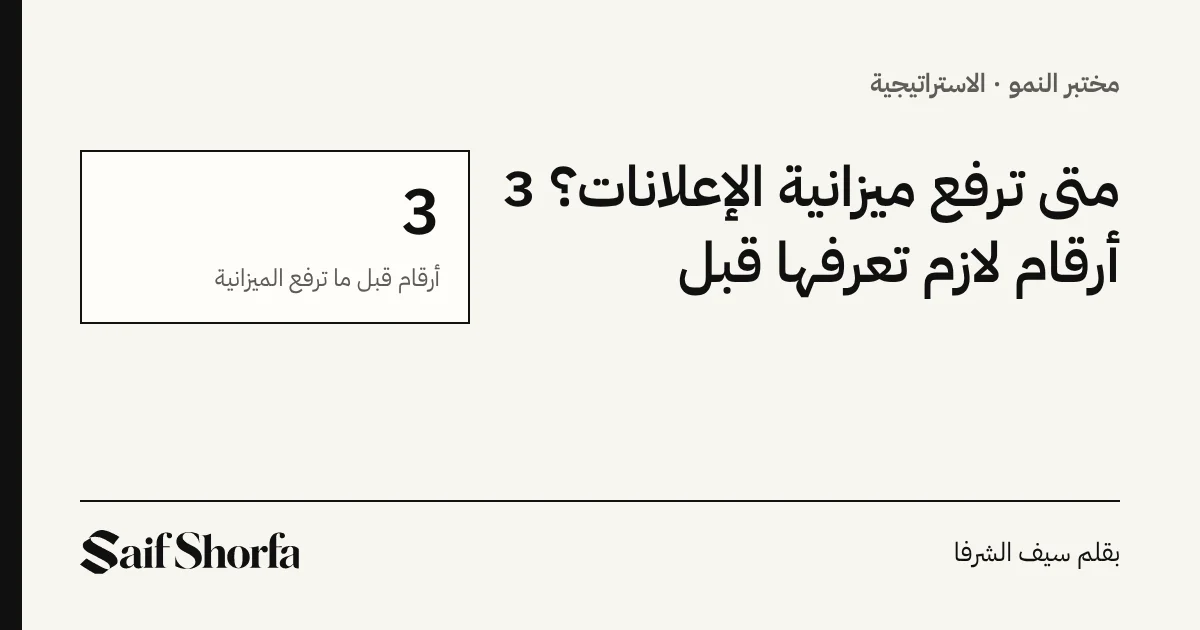 مختبر النمو · الاستراتيجية
متى ترفع ميزانية الإعلانات؟ 3
أرقام لازم تعرفها قبل
3
أرقام قبل ما ترفع الميزانية
بقلم سيف الشرفا
Saif Shorfa